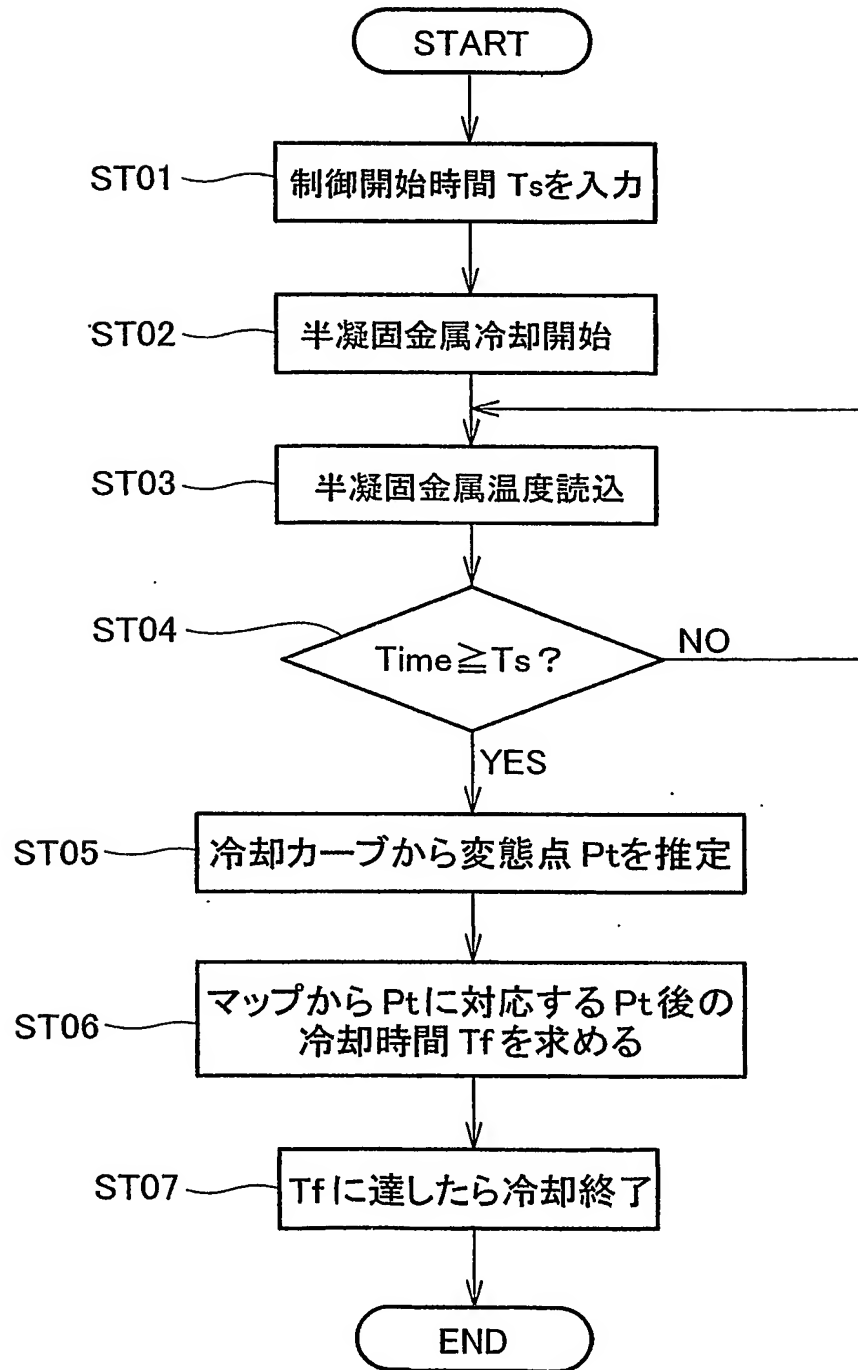 START
ST01
制御開始時間 Tsを入力
ST02
半凝固金属冷却開始
ST03
半凝固金属温度読込
ST04
Time≧Ts？
NO
YES
ST05
冷却カーブから変態点 Ptを推定
ST06
マップから Ptに対応する Pt後の
冷却時間 Tfを求める
ST07
Tfに達したら冷却終了
END